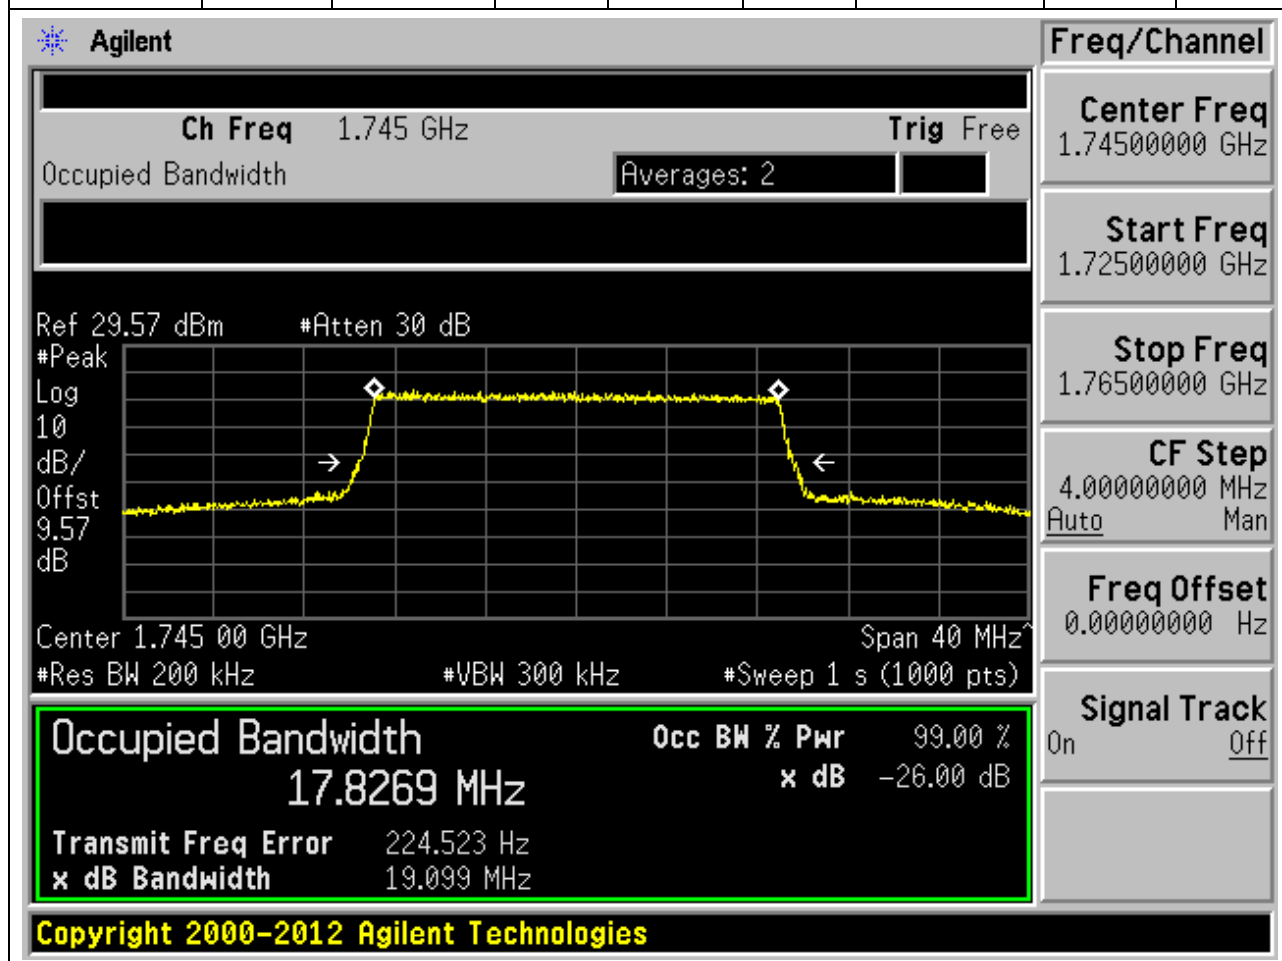 Agilent
Freq/Channel
Ch Freq 1.745 GHz Trig Free
Occupied Bandwidth Averages: 2
Center Freq
1.74500000 GHz
Start Freq
1.72500000 GHz
Stop Freq
1.76500000 GHz
CF Step
4.00000000 MHz
Auto Man
Freq Offset
0.00000000 Hz
Signal Track
On Off
Ref 29.57 dBm #Atten 30 dB
#Peak
Log
10
dB/
Offst
9.57
dB
Center 1.745 00 GHz Span 40 MHz^
#Res BW 200 kHz #VBW 300 kHz #Sweep 1 s (1000 pts)
Occupied Bandwidth Occ BW % Pwr 99.00 %
17.8269 MHz x dB -26.00 dB
Transmit Freq Error 224.523 Hz
x dB Bandwidth 19.099 MHz
Copyright 2000-2012 Agilent Technologies